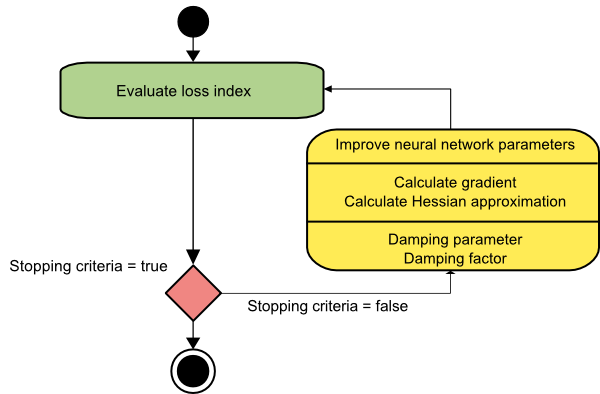 Evaluate loss index
Improve neural network parameters
Calculate gradient
Calculate Hessian approximation
Damping parameter
Damping factor
Stopping criteria = true
Stopping criteria = false